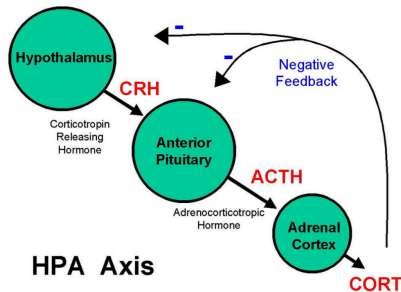 Hypothalamus
-
-
Negative
Feedback
CRH
Corticotropin
Releasing
Hormone
Anterior
Pituitary
ACTH
Adrenocorticotropic
Hormone
Adrenal
Cortex
HPA Axis
CORT